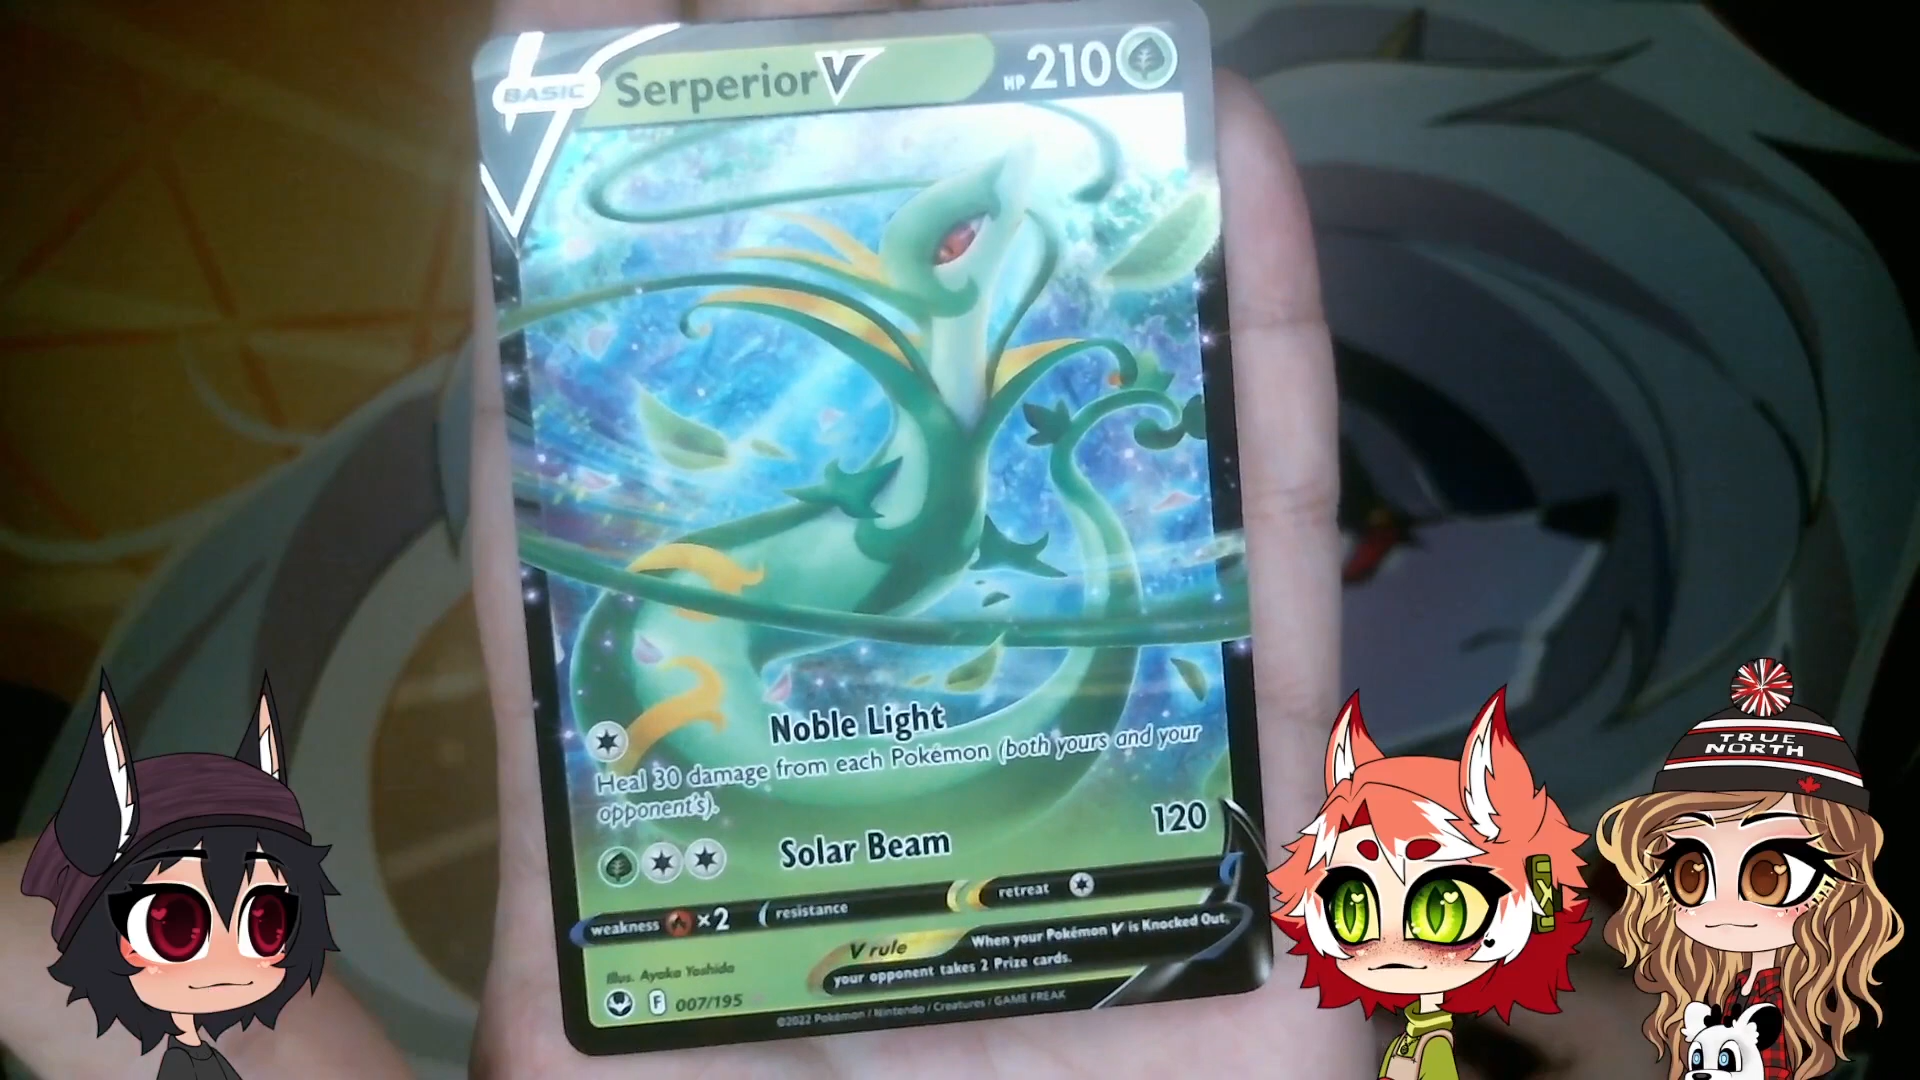 BASIC
Serperior V
HP 210
Noble Light
Heal 30 damage from each Pokémon (both yours and your
opponent's).
Solar Beam 120
weakness ×2 resistance retreat
V rule When your Pokémon V is Knocked Out,
your opponent takes 2 Prize cards.
Illus. Ayaka Yoshida
F 007/195
©2022 Pokémon / Nintendo / Creatures / GAME FREAK
TRUE
NORTH